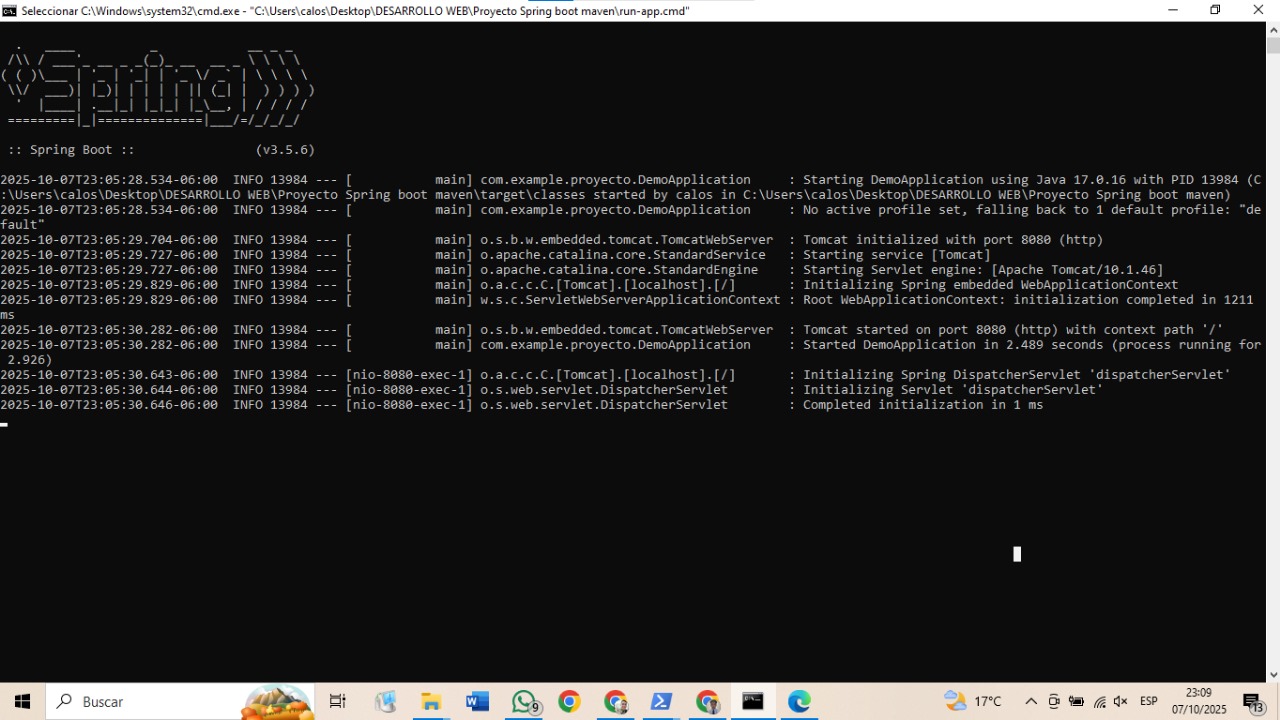 Seleccionar C:\Windows\system32\cmd.exe - "C:\Users\calos\Desktop\DESARROLLO WEB\Proyecto Spring boot maven\run-app.cmd"
:: Spring Boot ::                (v3.5.6)
2025-10-07T23:05:28.534-06:00  INFO 13984 --- [           main] com.example.proyecto.DemoApplication     : Starting DemoApplication using Java 17.0.16 with PID 13984 (C
:\Users\calos\Desktop\DESARROLLO WEB\Proyecto Spring boot maven\target\classes started by calos in C:\Users\calos\Desktop\DESARROLLO WEB\Proyecto Spring boot maven)
2025-10-07T23:05:28.534-06:00  INFO 13984 --- [           main] com.example.proyecto.DemoApplication     : No active profile set, falling back to 1 default profile: "de
fault"
2025-10-07T23:05:29.704-06:00  INFO 13984 --- [           main] o.s.b.w.embedded.tomcat.TomcatWebServer  : Tomcat initialized with port 8080 (http)
2025-10-07T23:05:29.727-06:00  INFO 13984 --- [           main] o.apache.catalina.core.StandardService   : Starting service [Tomcat]
2025-10-07T23:05:29.727-06:00  INFO 13984 --- [           main] o.apache.catalina.core.StandardEngine    : Starting Servlet engine: [Apache Tomcat/10.1.46]
2025-10-07T23:05:29.829-06:00  INFO 13984 --- [           main] o.a.c.c.C.[Tomcat].[localhost].[/]       : Initializing Spring embedded WebApplicationContext
2025-10-07T23:05:29.829-06:00  INFO 13984 --- [           main] w.s.c.ServletWebServerApplicationContext : Root WebApplicationContext: initialization completed in 1211
ms
2025-10-07T23:05:30.282-06:00  INFO 13984 --- [           main] o.s.b.w.embedded.tomcat.TomcatWebServer  : Tomcat started on port 8080 (http) with context path '/'
2025-10-07T23:05:30.282-06:00  INFO 13984 --- [           main] com.example.proyecto.DemoApplication     : Started DemoApplication in 2.489 seconds (process running for
2.926)
2025-10-07T23:05:30.643-06:00  INFO 13984 --- [nio-8080-exec-1] o.a.c.c.C.[Tomcat].[localhost].[/]       : Initializing Spring DispatcherServlet 'dispatcherServlet'
2025-10-07T23:05:30.644-06:00  INFO 13984 --- [nio-8080-exec-1] o.s.web.servlet.DispatcherServlet        : Initializing Servlet 'dispatcherServlet'
2025-10-07T23:05:30.646-06:00  INFO 13984 --- [nio-8080-exec-1] o.s.web.servlet.DispatcherServlet        : Completed initialization in 1 ms
Buscar
9
17°C
ESP
23:09
07/10/2025
13